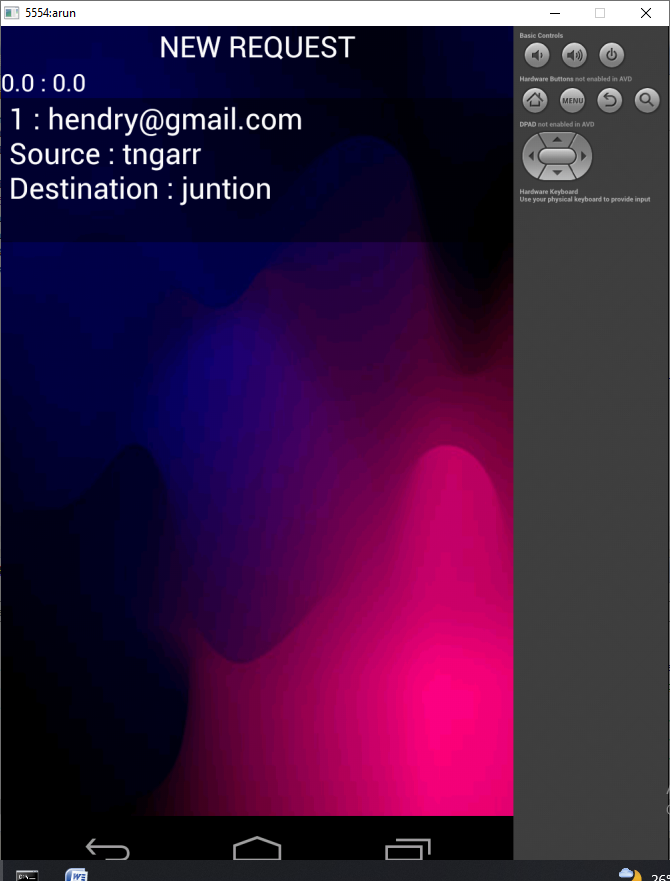 5554:arun
NEW REQUEST
0.0 : 0.0
1 : hendry@gmail.com
Source : tngarr
Destination : juntion
Basic Controls
Hardware Buttons not enabled in AVD
MENU
DPAD not enabled in AVD
Hardware Keyboard
Use your physical keyboard to provide input